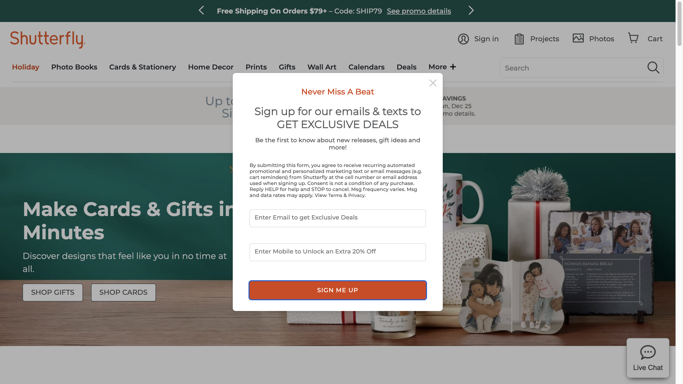 Free Shipping On Orders $79+ – Code: SHIP79 See promo details
Shutterfly
Sign in
Projects
Photos
Cart
Holiday
Photo Books
Cards & Stationery
Home Decor
Prints
Gifts
Wall Art
Calendars
Deals
More +
Search
Up to
Si
AVINGS
un, Dec 25
mo details.
Never Miss A Beat
Sign up for our emails & texts to
GET EXCLUSIVE DEALS
Be the first to know about new releases, gift ideas and
more!
By submitting this form, you agree to receive recurring automated
promotional and personalized marketing text or email messages (e.g.
cart reminders) from Shutterfly at the cell number or email address
used when signing up. Consent is not a condition of any purchase.
Reply HELP for help and STOP to cancel. Msg frequency varies. Msg
and data rates may apply. View Terms & Privacy.
Enter Email to get Exclusive Deals
Enter Mobile to Unlock an Extra 20% Off
SIGN ME UP
Make Cards & Gifts in
Minutes
Discover designs that feel like you in no time at
all.
SHOP GIFTS
SHOP CARDS
Live Chat